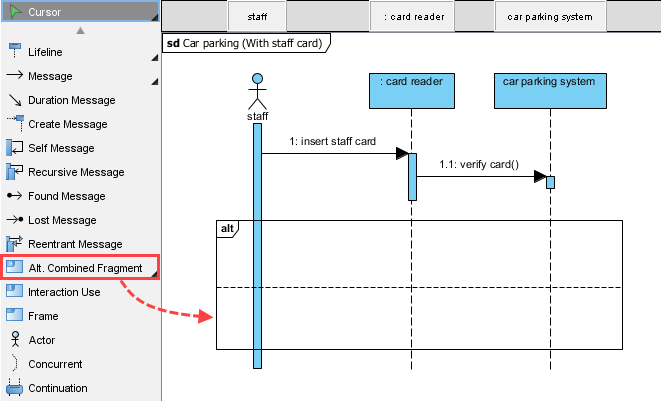 Cursor
Lifeline
Message
Duration Message
Create Message
Self Message
Recursive Message
Found Message
Lost Message
Reentrant Message
Alt. Combined Fragment
Interaction Use
Frame
Actor
Concurrent
Continuation
staff
: card reader
car parking system
sd Car parking (With staff card)
: card reader
car parking system
staff
1: insert staff card
1.1: verify card()
alt